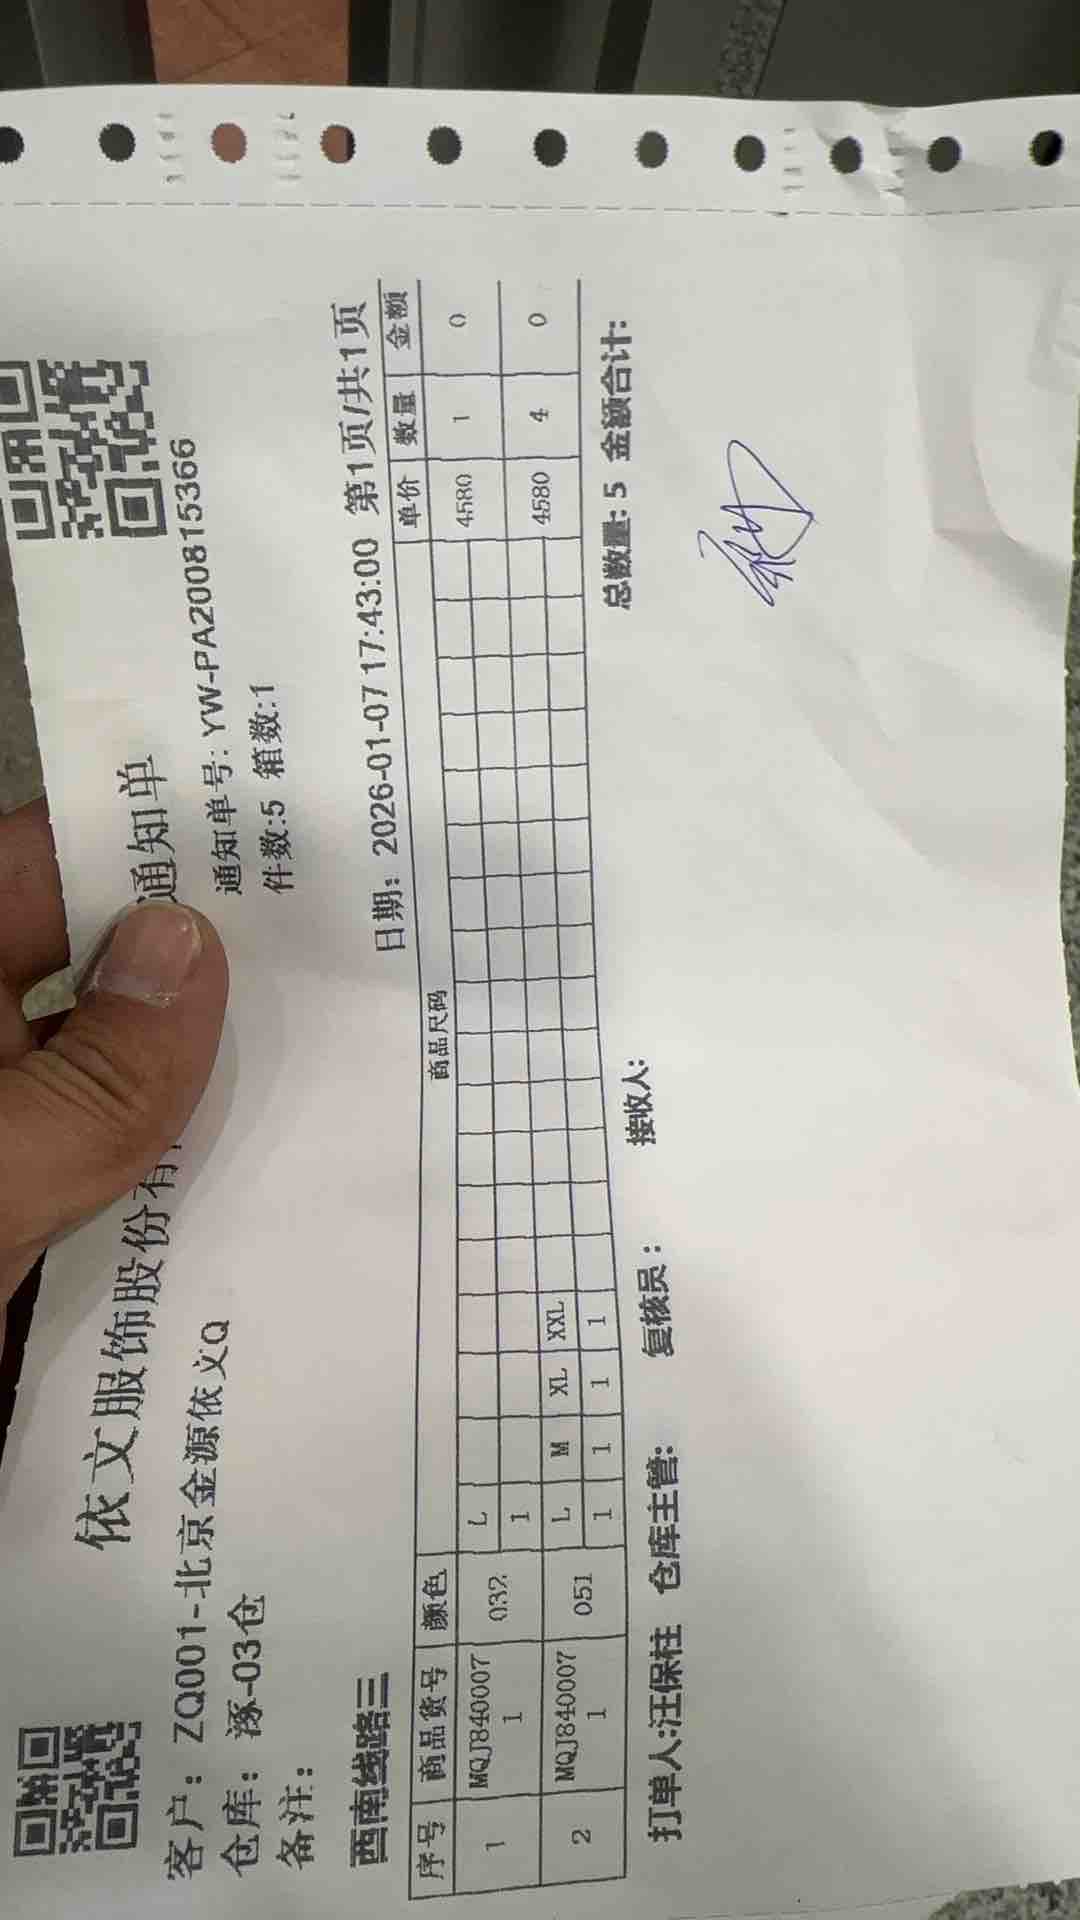 依文服饰股份有 通知单
客户：ZQ001-北京金源依文Q 通知单号：YW-PA200815366
仓库：涿-03仓 件数:5 箱数:1
备注：
西南线路三 日期：2026-01-07 17:43:00 第1页/共1页
序号 商品货号 颜色 商品尺码 单价 数量 金额
1 MQJ8400071 032 L 4580 1 0
1
2 MQJ8400071 051 L M XL XXL 4580 4 0
1 1 1 1
打单人:汪保柱 仓库主管: 复核员： 接收人: 总数量: 5 金额合计: